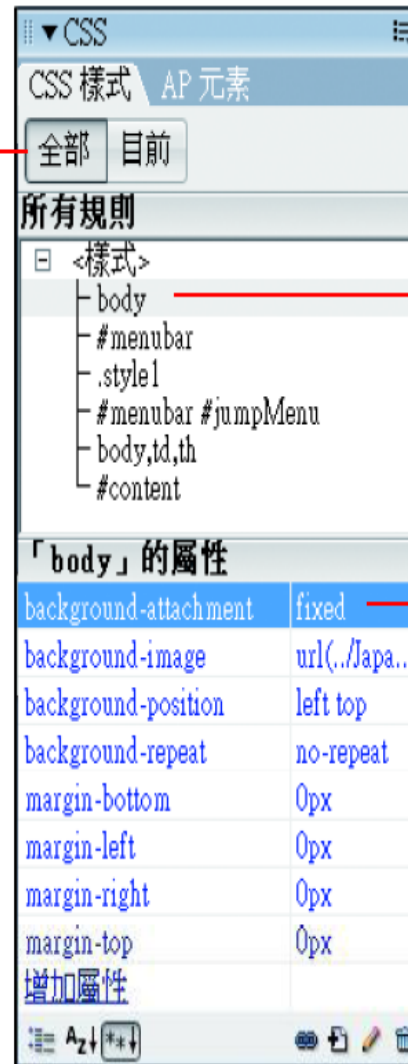 ▼CSS
CSS 樣式 AP 元素
全部 目前
所有規則
<樣式>
body
#menubar
.style1
#menubar #jumpMenu
body,td,th
#content
「body」的屬性
background-attachment fixed
background-image url(../Japa...
background-position left top
background-repeat no-repeat
margin-bottom 0px
margin-left 0px
margin-right 0px
margin-top 0px
增加屬性
Az↓ **↓